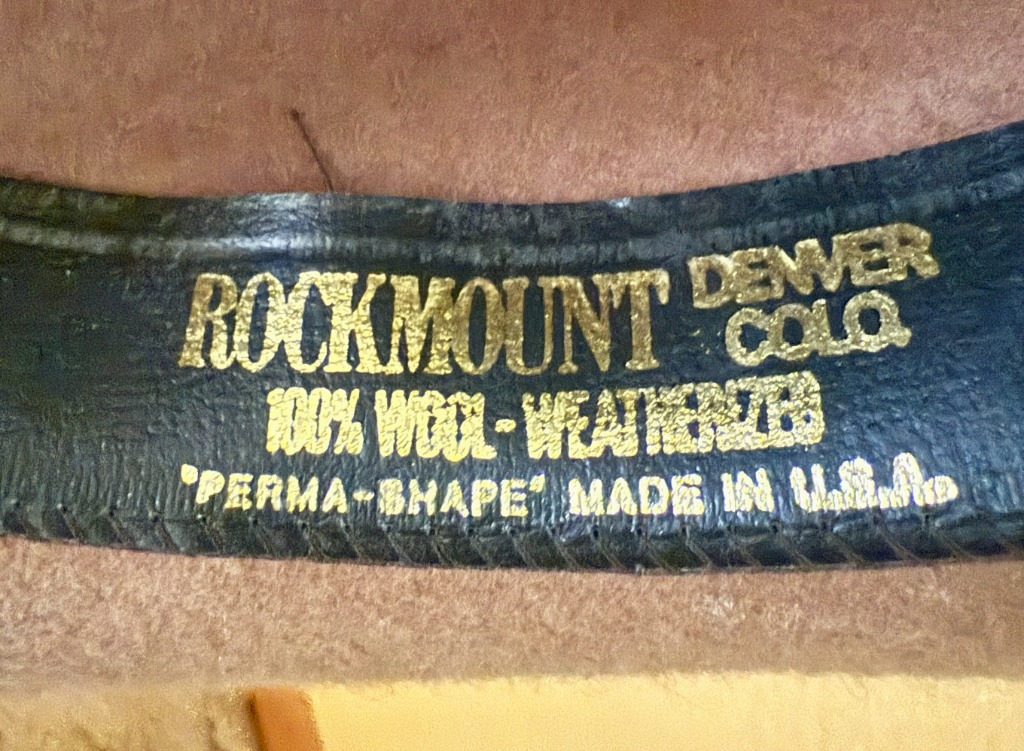 ROCKMOUNT DENVER COLO.
100% WOOL - WEATHERIZED
"PERMA-SHAPE" MADE IN U.S.A.